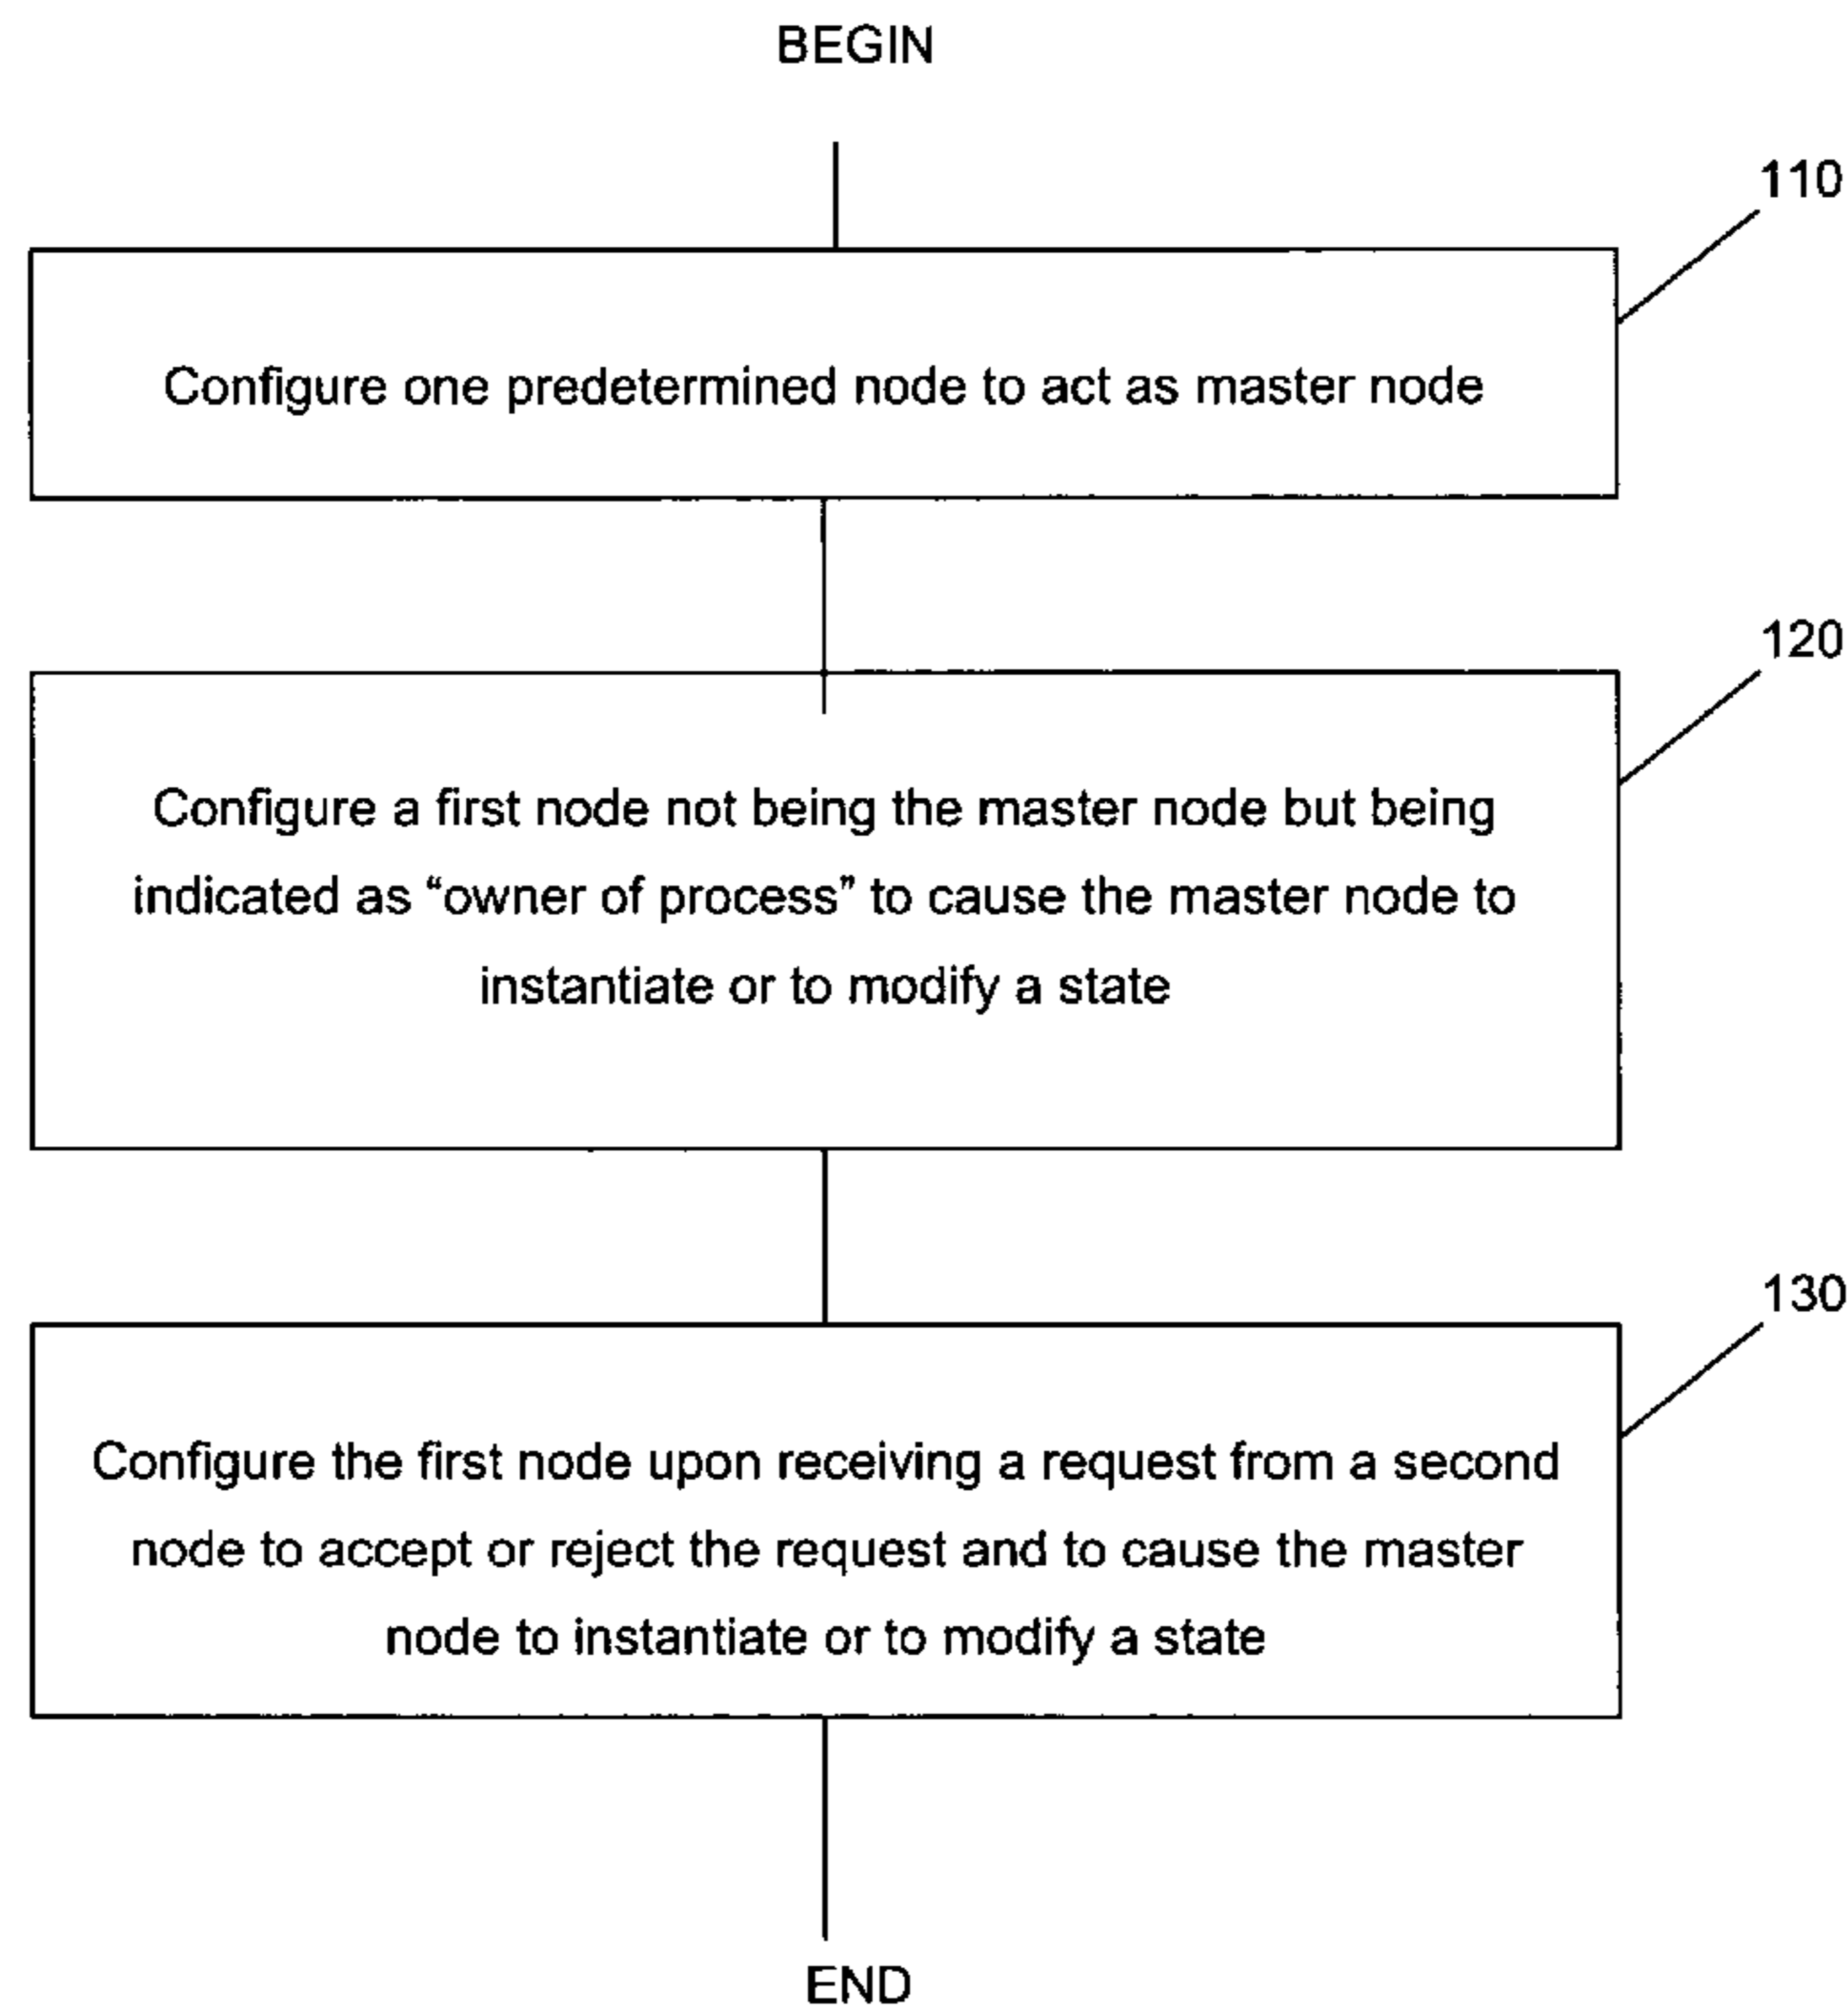 BEGIN
110
Configure one predetermined node to act as master node
120
Configure a first node not being the master node but being
indicated as “owner of process” to cause the master node to
instantiate or to modify a state
130
Configure the first node upon receiving a request from a second
node to accept or reject the request and to cause the master
node to instantiate or to modify a state
END